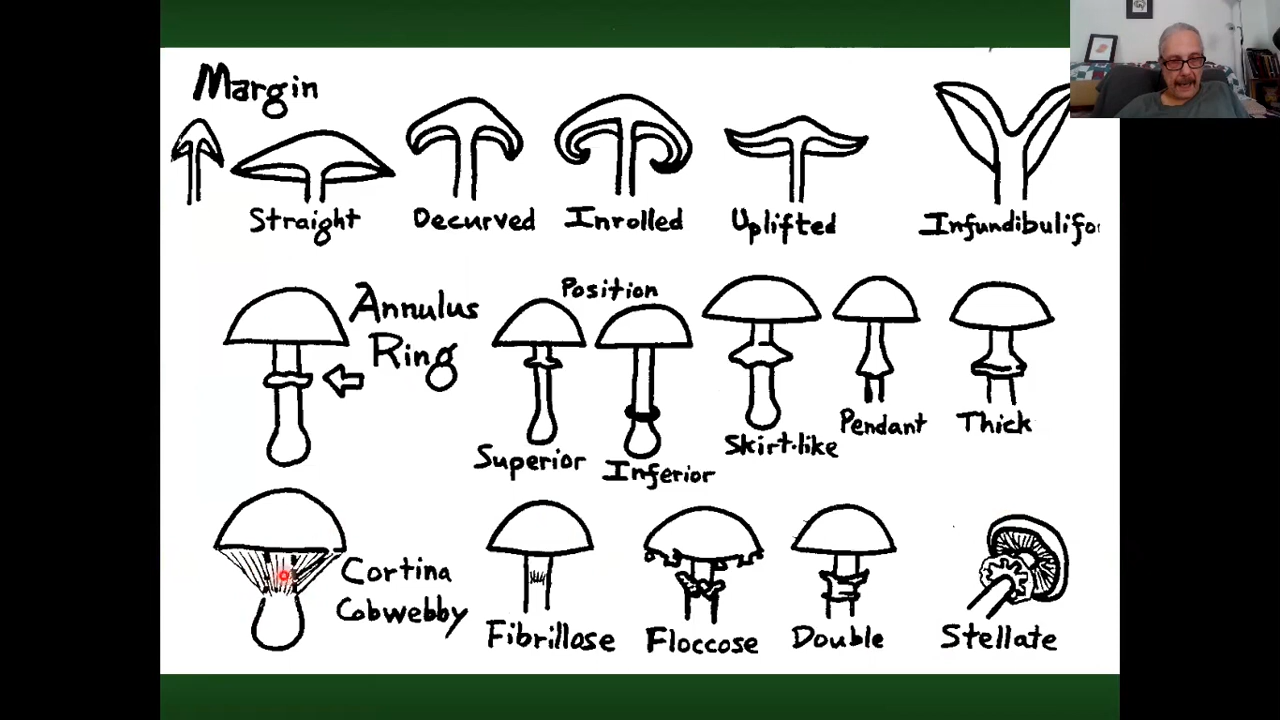 Margin
Straight
Decurved
Inrolled
Uplifted
Infundibulifo
Annulus
Ring
Position
Superior
Inferior
Skirt-like
Pendant
Thick
Cortina
Cobwebby
Fibrillose
Floccose
Double
Stellate